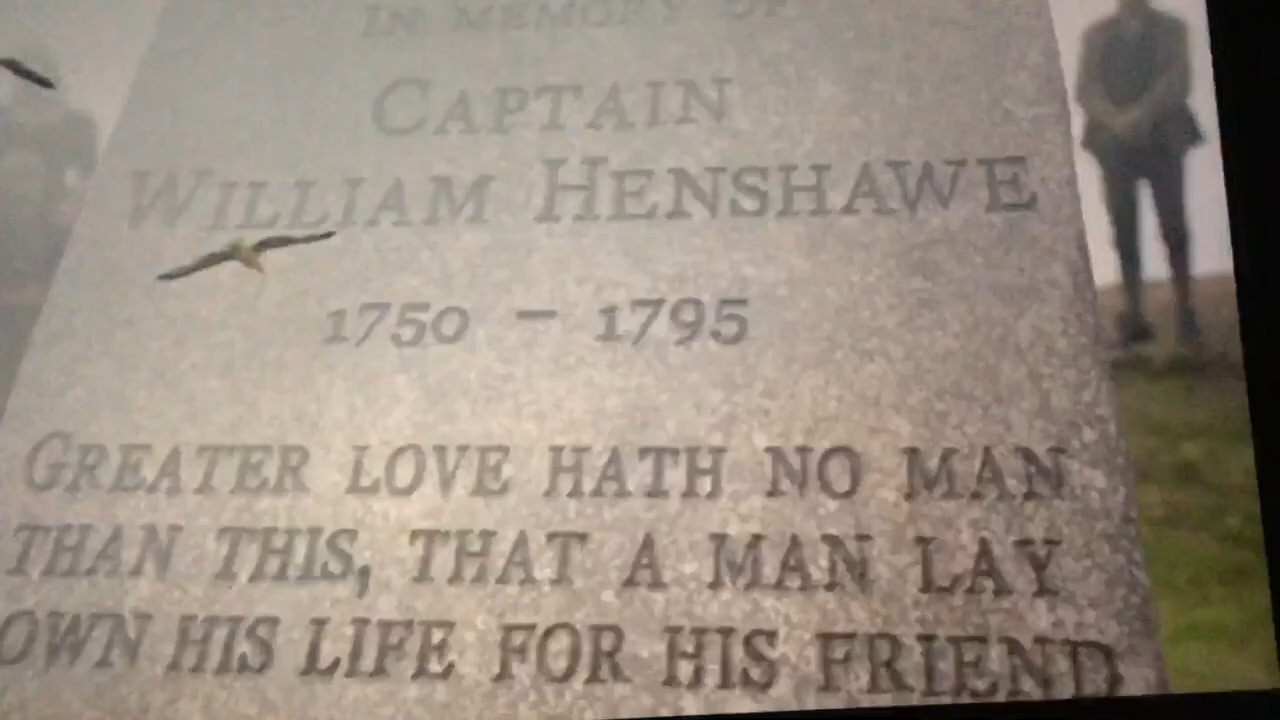 IN MEMORY OF
CAPTAIN
WILLIAM HENSHAWE
1750 – 1795
GREATER LOVE HATH NO MAN
THAN THIS, THAT A MAN LAY
OWN HIS LIFE FOR HIS FRIEND